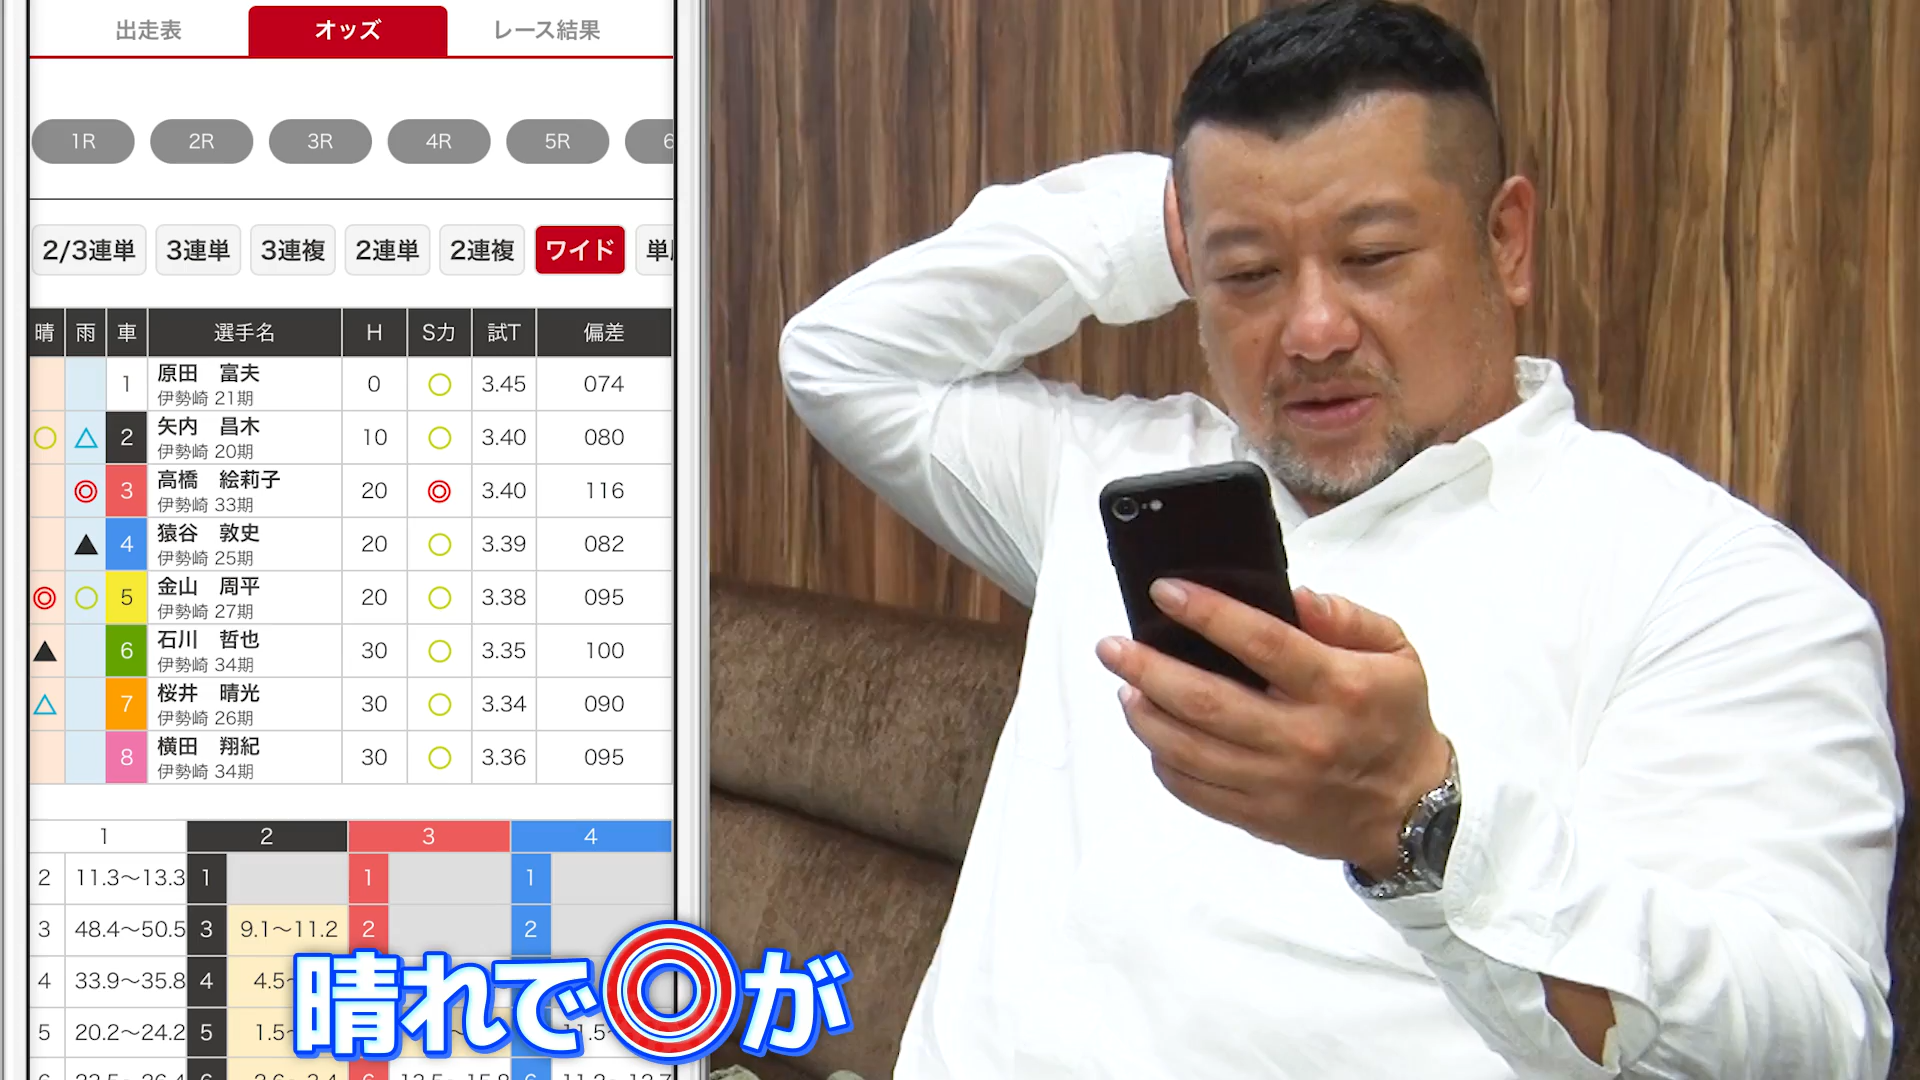 出走表 オッズ レース結果
1R 2R 3R 4R 5R 6
2/3連単 3連単 3連複 2連単 2連複 ワイド 単
晴 雨 車 選手名 H S力 試T 偏差
1 原田 富夫 0 ○ 3.45 074
伊勢崎 21期
○ △ 2 矢内 昌木 10 ○ 3.40 080
伊勢崎 20期
◎ 3 高橋 絵莉子 20 ◎ 3.40 116
伊勢崎 33期
▲ 4 猿谷 敦史 20 ○ 3.39 082
伊勢崎 25期
◎ ○ 5 金山 周平 20 ○ 3.38 095
伊勢崎 27期
▲ 6 石川 哲也 30 ○ 3.35 100
伊勢崎 34期
△ 7 桜井 晴光 30 ○ 3.34 090
伊勢崎 26期
8 横田 翔紀 30 ○ 3.36 095
伊勢崎 34期
1 2 3 4
2 11.3～13.3 1 1 1
3 48.4～50.5 3 9.1～11.2 2 2
4 33.9～35.8 4 4.5～
5 20.2～24.2 5 1.5～ 11.5～
晴れで◎が